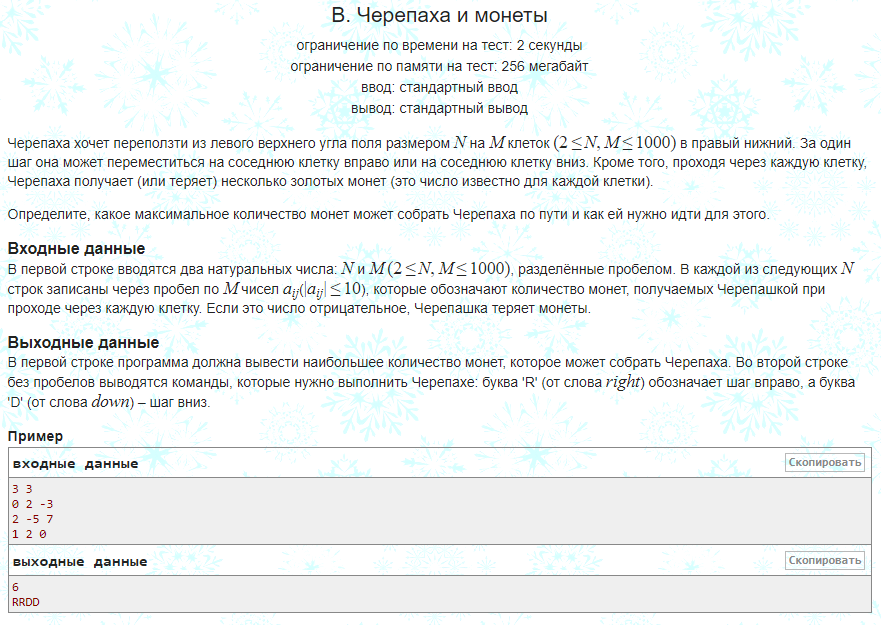 В. Черепаха и монеты
ограничение по времени на тест: 2 секунды
ограничение по памяти на тест: 256 мегабайт
ввод: стандартный ввод
вывод: стандартный вывод
Черепаха хочет переползти из левого верхнего угла поля размером N на M клеток (2 ≤ N, M ≤ 1000) в правый нижний. За один
шаг она может переместиться на соседнюю клетку вправо или на соседнюю клетку вниз. Кроме того, проходя через каждую клетку,
Черепаха получает (или теряет) несколько золотых монет (это число известно для каждой клетки).
Определите, какое максимальное количество монет может собрать Черепаха по пути и как ей нужно идти для этого.
Входные данные
В первой строке вводятся два натуральных числа: N и M (2 ≤ N, M ≤ 1000), разделённые пробелом. В каждой из следующих N
строк записаны через пробел по M чисел aij(|aij| ≤ 10), которые обозначают количество монет, получаемых Черепашкой при
проходе через каждую клетку. Если это число отрицательное, Черепашка теряет монеты.
Выходные данные
В первой строке программа должна вывести наибольшее количество монет, которое может собрать Черепаха. Во второй строке
без пробелов выводятся команды, которые нужно выполнить Черепахе: буква 'R' (от слова right) обозначает шаг вправо, а буква
'D' (от слова down) – шаг вниз.
Пример
входные данные
Скопировать
3 3
0 2 -3
2 -5 7
1 2 0
выходные данные
Скопировать
6
RRDD